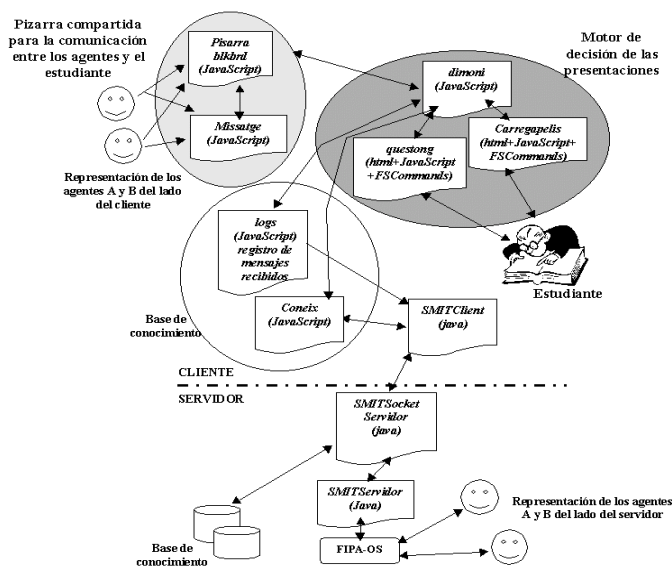 Pizarra compartida
para la comunicación
entre los agentes y el
estudiante
Pisarra
blkbrd
(JavaScript)
Missatge
(JavaScript)
Representación de los
agentes A y B del lado
del cliente
Motor de
decisión de las
presentaciones
dimoni
(JavaScript)
questong
(html+JavaScript
+FSCommands)
Carregapelis
(html+JavaScript+
FSCommands)
Estudiante
logs
(JavaScript)
registro de
mensajes
recibidos
Coneix
(JavaScript)
Base de
conocimiento
SMITClient
(java)
CLIENTE
SERVIDOR
SMITSocket
Servidor
(java)
SMITServidor
(Java)
FIPA-OS
Base de
conocimiento
Representación de los agentes
A y B del lado del servidor